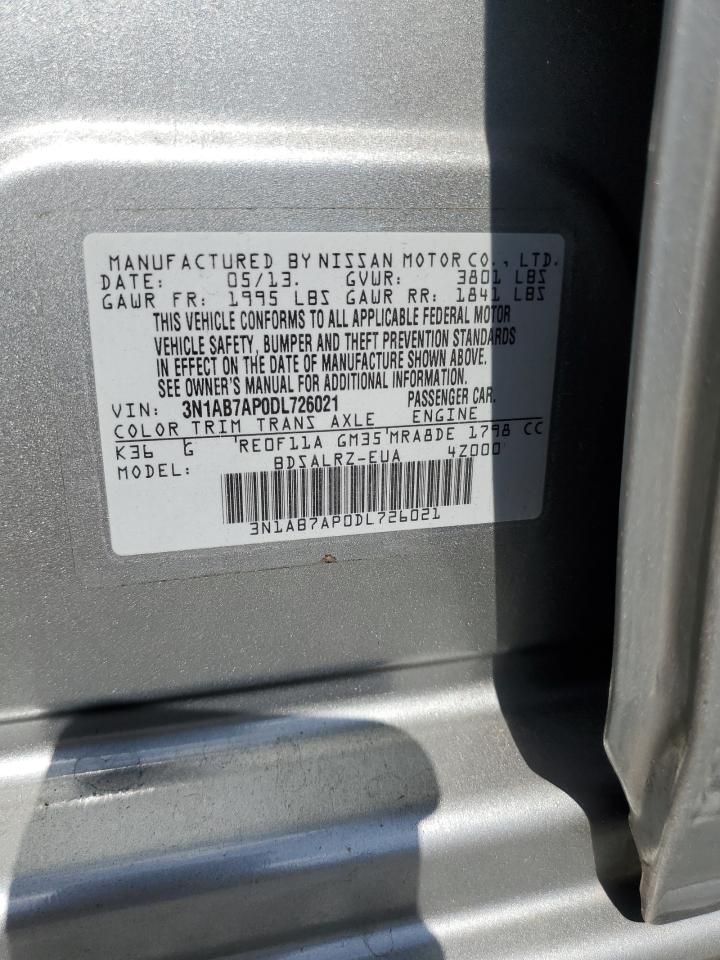 MANUFACTURED BY NISSAN MOTOR CO., LTD.
DATE: 05/13. GVWR: 3801 LBS
GAWR FR: 1995 LBS GAWR RR: 1841 LBS
THIS VEHICLE CONFORMS TO ALL APPLICABLE FEDERAL MOTOR
VEHICLE SAFETY, BUMPER AND THEFT PREVENTION STANDARDS
IN EFFECT ON THE DATE OF MANUFACTURE SHOWN ABOVE.
SEE OWNER'S MANUAL FOR ADDITIONAL INFORMATION.
VIN: 3N1AB7AP0DL726021 PASSENGER CAR.
COLOR TRIM TRANS AXLE ENGINE
K36 G RE0F11A GM35 MRA8DE 1798 CC
MODEL: BDSALRZ-EUA 4Z000
3N1AB7AP0DL726021